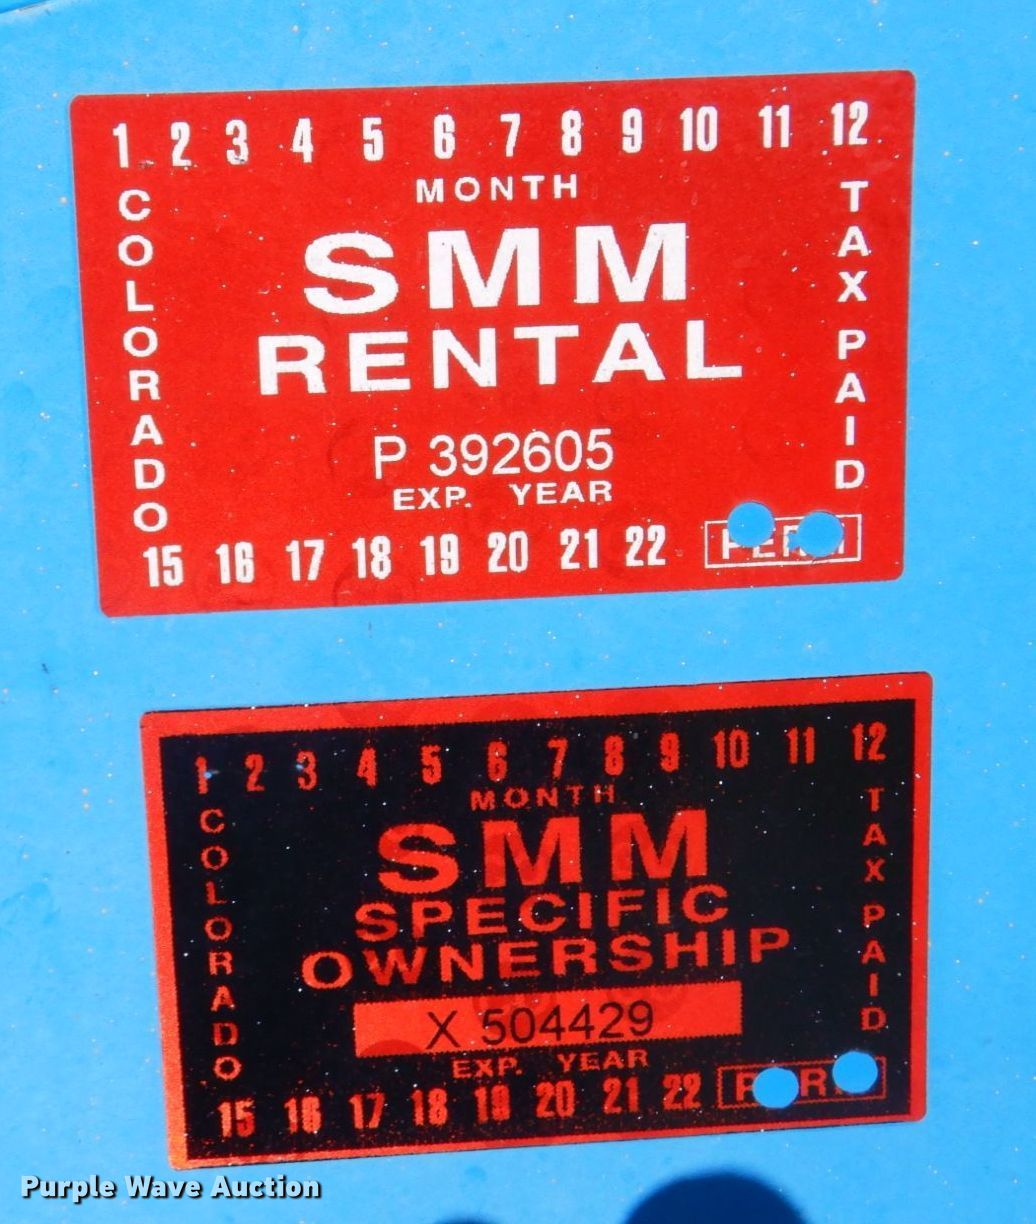 1 2 3 4 5 6 7 8 9 10 11 12
MONTH
COLORADO
SMM
RENTAL
TAX PAID
P 392605
EXP. YEAR
15 16 17 18 19 20 21 22
1 2 3 4 5 6 7 8 9 10 11 12
MONTH
COLORADO
SMM
SPECIFIC
OWNERSHIP
TAX PAID
X 504429
EXP. YEAR
15 16 17 18 19 20 21 22
Purple Wave Auction